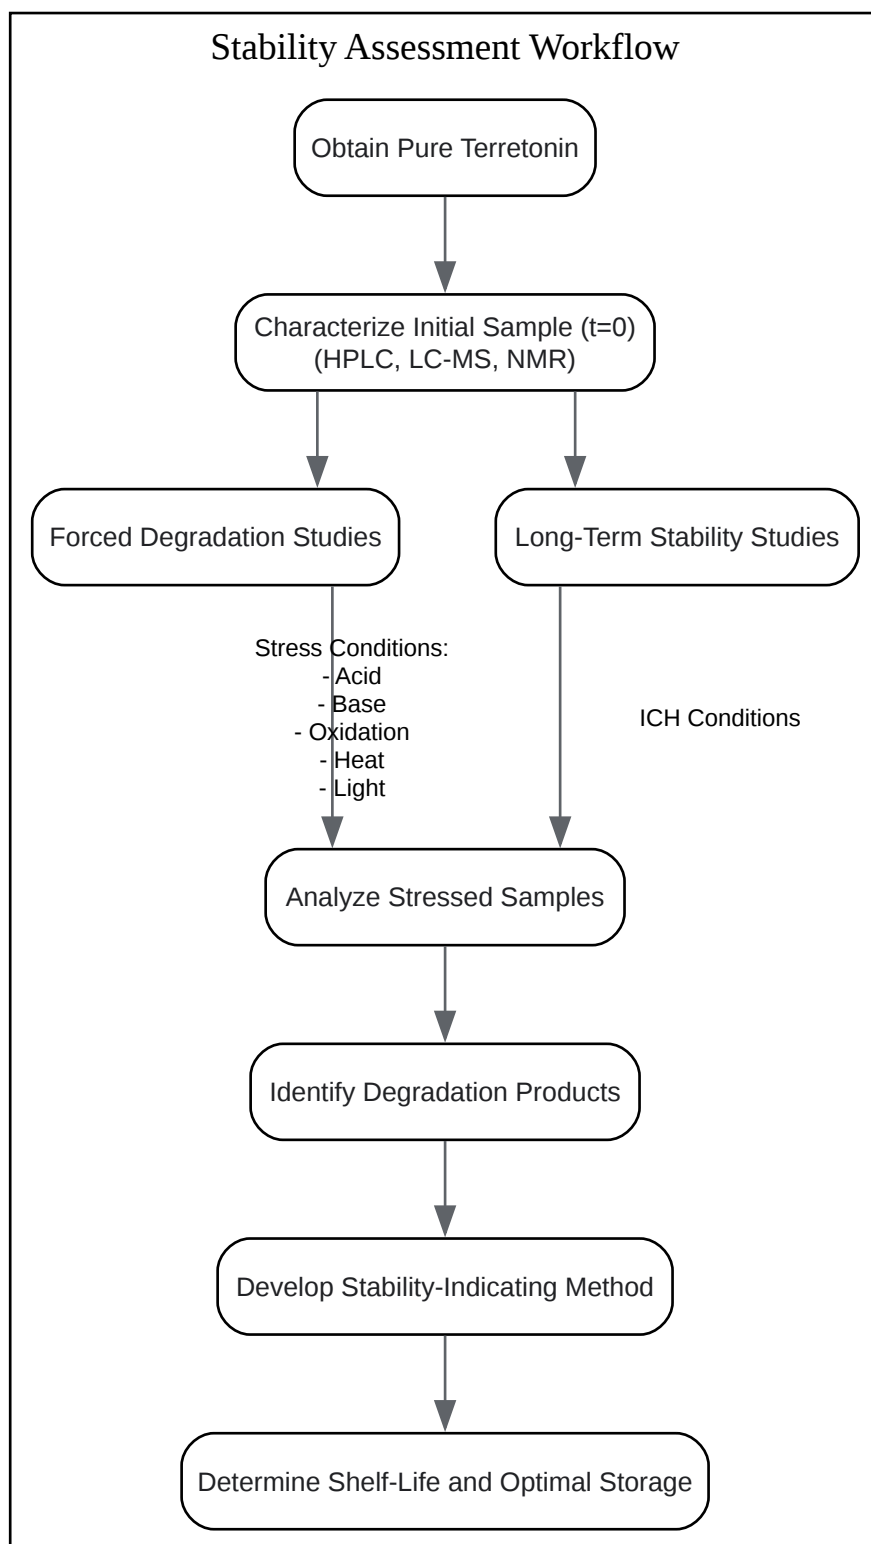 Stability Assessment Workflow
Obtain Pure Terretonin
Characterize Initial Sample (t=0)
(HPLC, LC-MS, NMR)
Forced Degradation Studies
Long-Term Stability Studies
Stress Conditions:
- Acid
- Base
- Oxidation
- Heat
- Light
ICH Conditions
Analyze Stressed Samples
Identify Degradation Products
Develop Stability-Indicating Method
Determine Shelf-Life and Optimal Storage